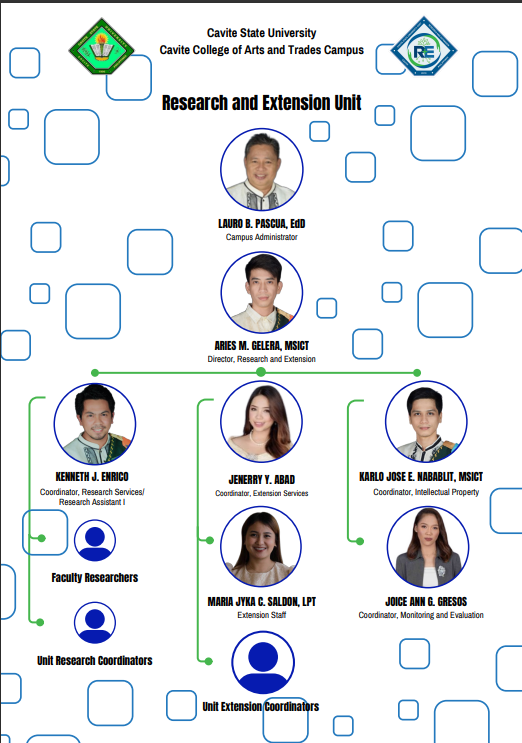 Cavite State University
Cavite College of Arts and Trades Campus
RE
Research and Extension Unit
LAURO B. PASCUA, EdD
Campus Administrator
ARIES M. GELERA, MSICT
Director, Research and Extension
KENNETH J. ENRICO
Coordinator, Research Services/
Research Assistant I
Faculty Researchers
Unit Research Coordinators
JENERRY Y. ABAD
Coordinator, Extension Services
MARIA JYKA C. SALDON, LPT
Extension Staff
Unit Extension Coordinators
KARLO JOSE E. NABABLIT, MSICT
Coordinator, Intellectual Property
JOICE ANN G. GRESOS
Coordinator, Monitoring and Evaluation